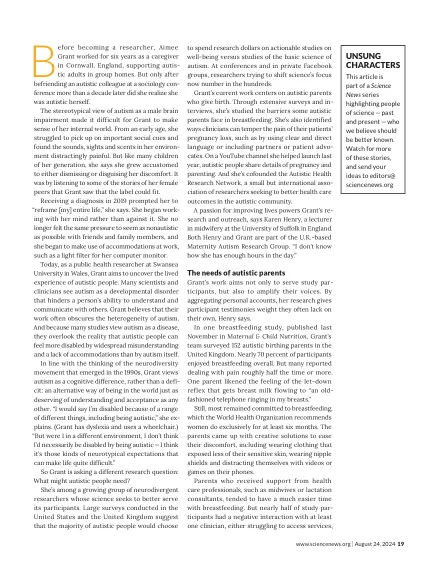 Before becoming a researcher, Aimee
Grant worked for six years as a caregiver
in Cornwall, England, supporting autis-
tic adults in group homes. But only after
befriending an autistic colleague at a sociology con-
ference more than a decade later did she realize she
was autistic herself.
The stereotypical view of autism as a male brain
impairment made it difficult for Grant to make
sense of her internal world. From an early age, she
struggled to pick up on important social cues and
found the sounds, sights and scents in her environ-
ment distractingly painful. But like many children
of her generation, she says she grew accustomed
to either dismissing or disguising her discomfort. It
was by listening to some of the stories of her female
peers that Grant saw that the label could fit.
Receiving a diagnosis in 2019 prompted her to
"reframe [my] entire life," she says. She began work-
ing with her mind rather than against it. She no
longer felt the same pressure to seem as nonautistic
as possible with friends and family members, and
she began to make use of accommodations at work,
such as a light filter for her computer monitor.
Today, as a public health researcher at Swansea
University in Wales, Grant aims to uncover the lived
experience of autistic people. Many scientists and
clinicians see autism as a developmental disorder
that hinders a person's ability to understand and
communicate with others. Grant believes that their
work often obscures the heterogeneity of autism.
And because many studies view autism as a disease,
they overlook the reality that autistic people can
feel more disabled by widespread misunderstanding
and a lack of accommodations than by autism itself.
In line with the thinking of the neurodiversity
movement that emerged in the 1990s, Grant views
autism as a cognitive difference, rather than a defi-
cit: an alternative way of being in the world just as
deserving of understanding and acceptance as any
other. "I would say I'm disabled because of a range
of different things, including being autistic," she ex-
plains. (Grant has dyslexia and uses a wheelchair.)
"But were I in a different environment, I don't think
I'd necessarily be disabled by being autistic — I think
it's those kinds of neurotypical expectations that
can make life quite difficult."
So Grant is asking a different research question:
What might autistic people need?
She's among a growing group of neurodivergent
researchers whose science seeks to better serve
its participants. Large surveys conducted in the
United States and the United Kingdom suggest
that the majority of autistic people would choose
to spend research dollars on actionable studies on
well-being versus studies of the basic science of
autism. At conferences and in private Facebook
groups, researchers trying to shift science's focus
now number in the hundreds.
Grant's current work centers on autistic parents
who give birth. Through extensive surveys and in-
terviews, she's studied the barriers some autistic
parents face in breastfeeding. She's also identified
ways clinicians can temper the pain of their patients'
pregnancy loss, such as by using clear and direct
language or including partners or patient advo-
cates. On a YouTube channel she helped launch last
year, autistic people share details of pregnancy and
parenting. And she's cofounded the Autistic Health
Research Network, a small but international asso-
ciation of researchers seeking to better health care
outcomes in the autistic community.
A passion for improving lives powers Grant's re-
search and outreach, says Karen Henry, a lecturer
in midwifery at the University of Suffolk in England.
Both Henry and Grant are part of the U.K.-based
Maternity Autism Research Group. "I don't know
how she has enough hours in the day."
The needs of autistic parents
Grant's work aims not only to serve study par-
ticipants, but also to amplify their voices. By
aggregating personal accounts, her research gives
participant testimonies weight they often lack on
their own, Henry says.
In one breastfeeding study, published last
November in Maternal & Child Nutrition, Grant's
team surveyed 152 autistic birthing parents in the
United Kingdom. Nearly 70 percent of participants
enjoyed breastfeeding overall. But many reported
dealing with pain roughly half the time or more.
One parent likened the feeling of the let-down
reflex that gets breast milk flowing to "an old-
fashioned telephone ringing in my breasts."
Still, most remained committed to breastfeeding,
which the World Health Organization recommends
women do exclusively for at least six months. The
parents came up with creative solutions to ease
their discomfort, including wearing clothing that
exposed less of their sensitive skin, wearing nipple
shields and distracting themselves with videos or
games on their phones.
Parents who received support from health
care professionals, such as midwives or lactation
consultants, tended to have a much easier time
with breastfeeding. But nearly half of study par-
ticipants had a negative interaction with at least
one clinician, either struggling to access services,
UNSUNG
CHARACTERS
This article is
part of a Science
News series
highlighting people
of science — past
and present — who
we believe should
be better known.
Watch for more
of these stories,
and send your
ideas to editors@
sciencenews.org
www.sciencenews.org | August 24, 2024 19